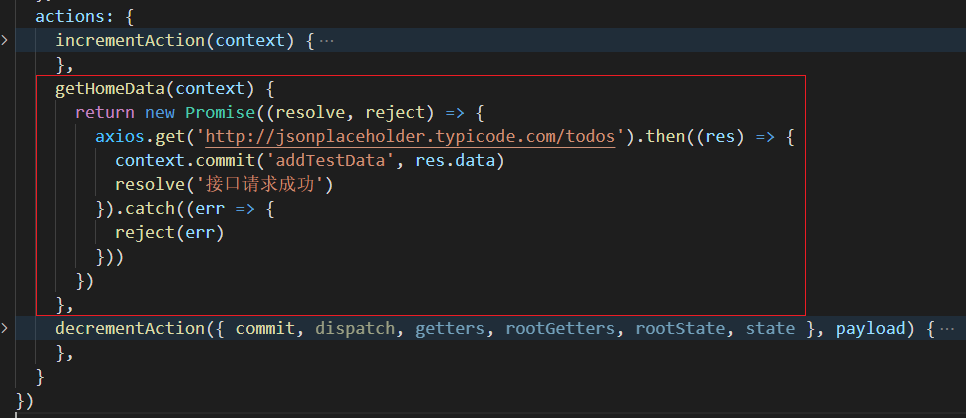 actions: {
incrementAction(context) {…
},
getHomeData(context) {
return new Promise((resolve, reject) => {
axios.get('http://jsonplaceholder.typicode.com/todos').then((res) => {
context.commit('addTestData', res.data)
resolve('接口请求成功')
}).catch((err => {
reject(err)
}))
})
},
decrementAction({ commit, dispatch, getters, rootGetters, rootState, state }, payload) {…
},
}
})